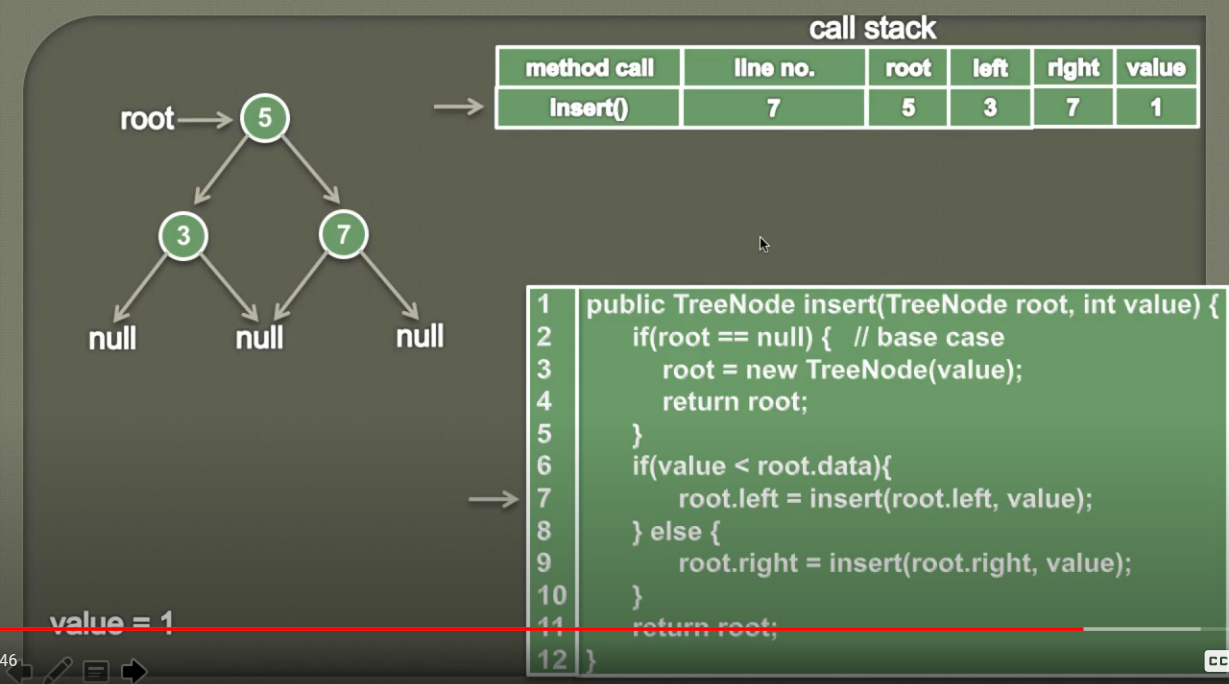 call stack
method call line no. root left right value
insert() 7 5 3 7 1
root 5
3 7
null null null
1 public TreeNode insert(TreeNode root, int value) {
2 if(root == null) { // base case
3 root = new TreeNode(value);
4 return root;
5 }
6 if(value < root.data){
7 root.left = insert(root.left, value);
8 } else {
9 root.right = insert(root.right, value);
10 }
11 return root;
12 }
value = 1
46
CC